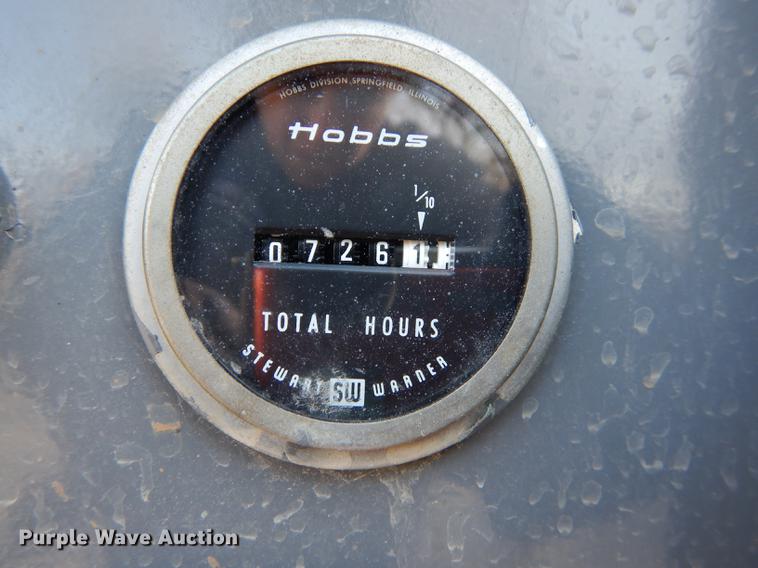 HOBBS DIVISION, SPRINGFIELD, ILLINOIS
Hobbs
1/10
0 7 2 6 1
TOTAL HOURS
STEWART SW WARNER
Purple Wave Auction